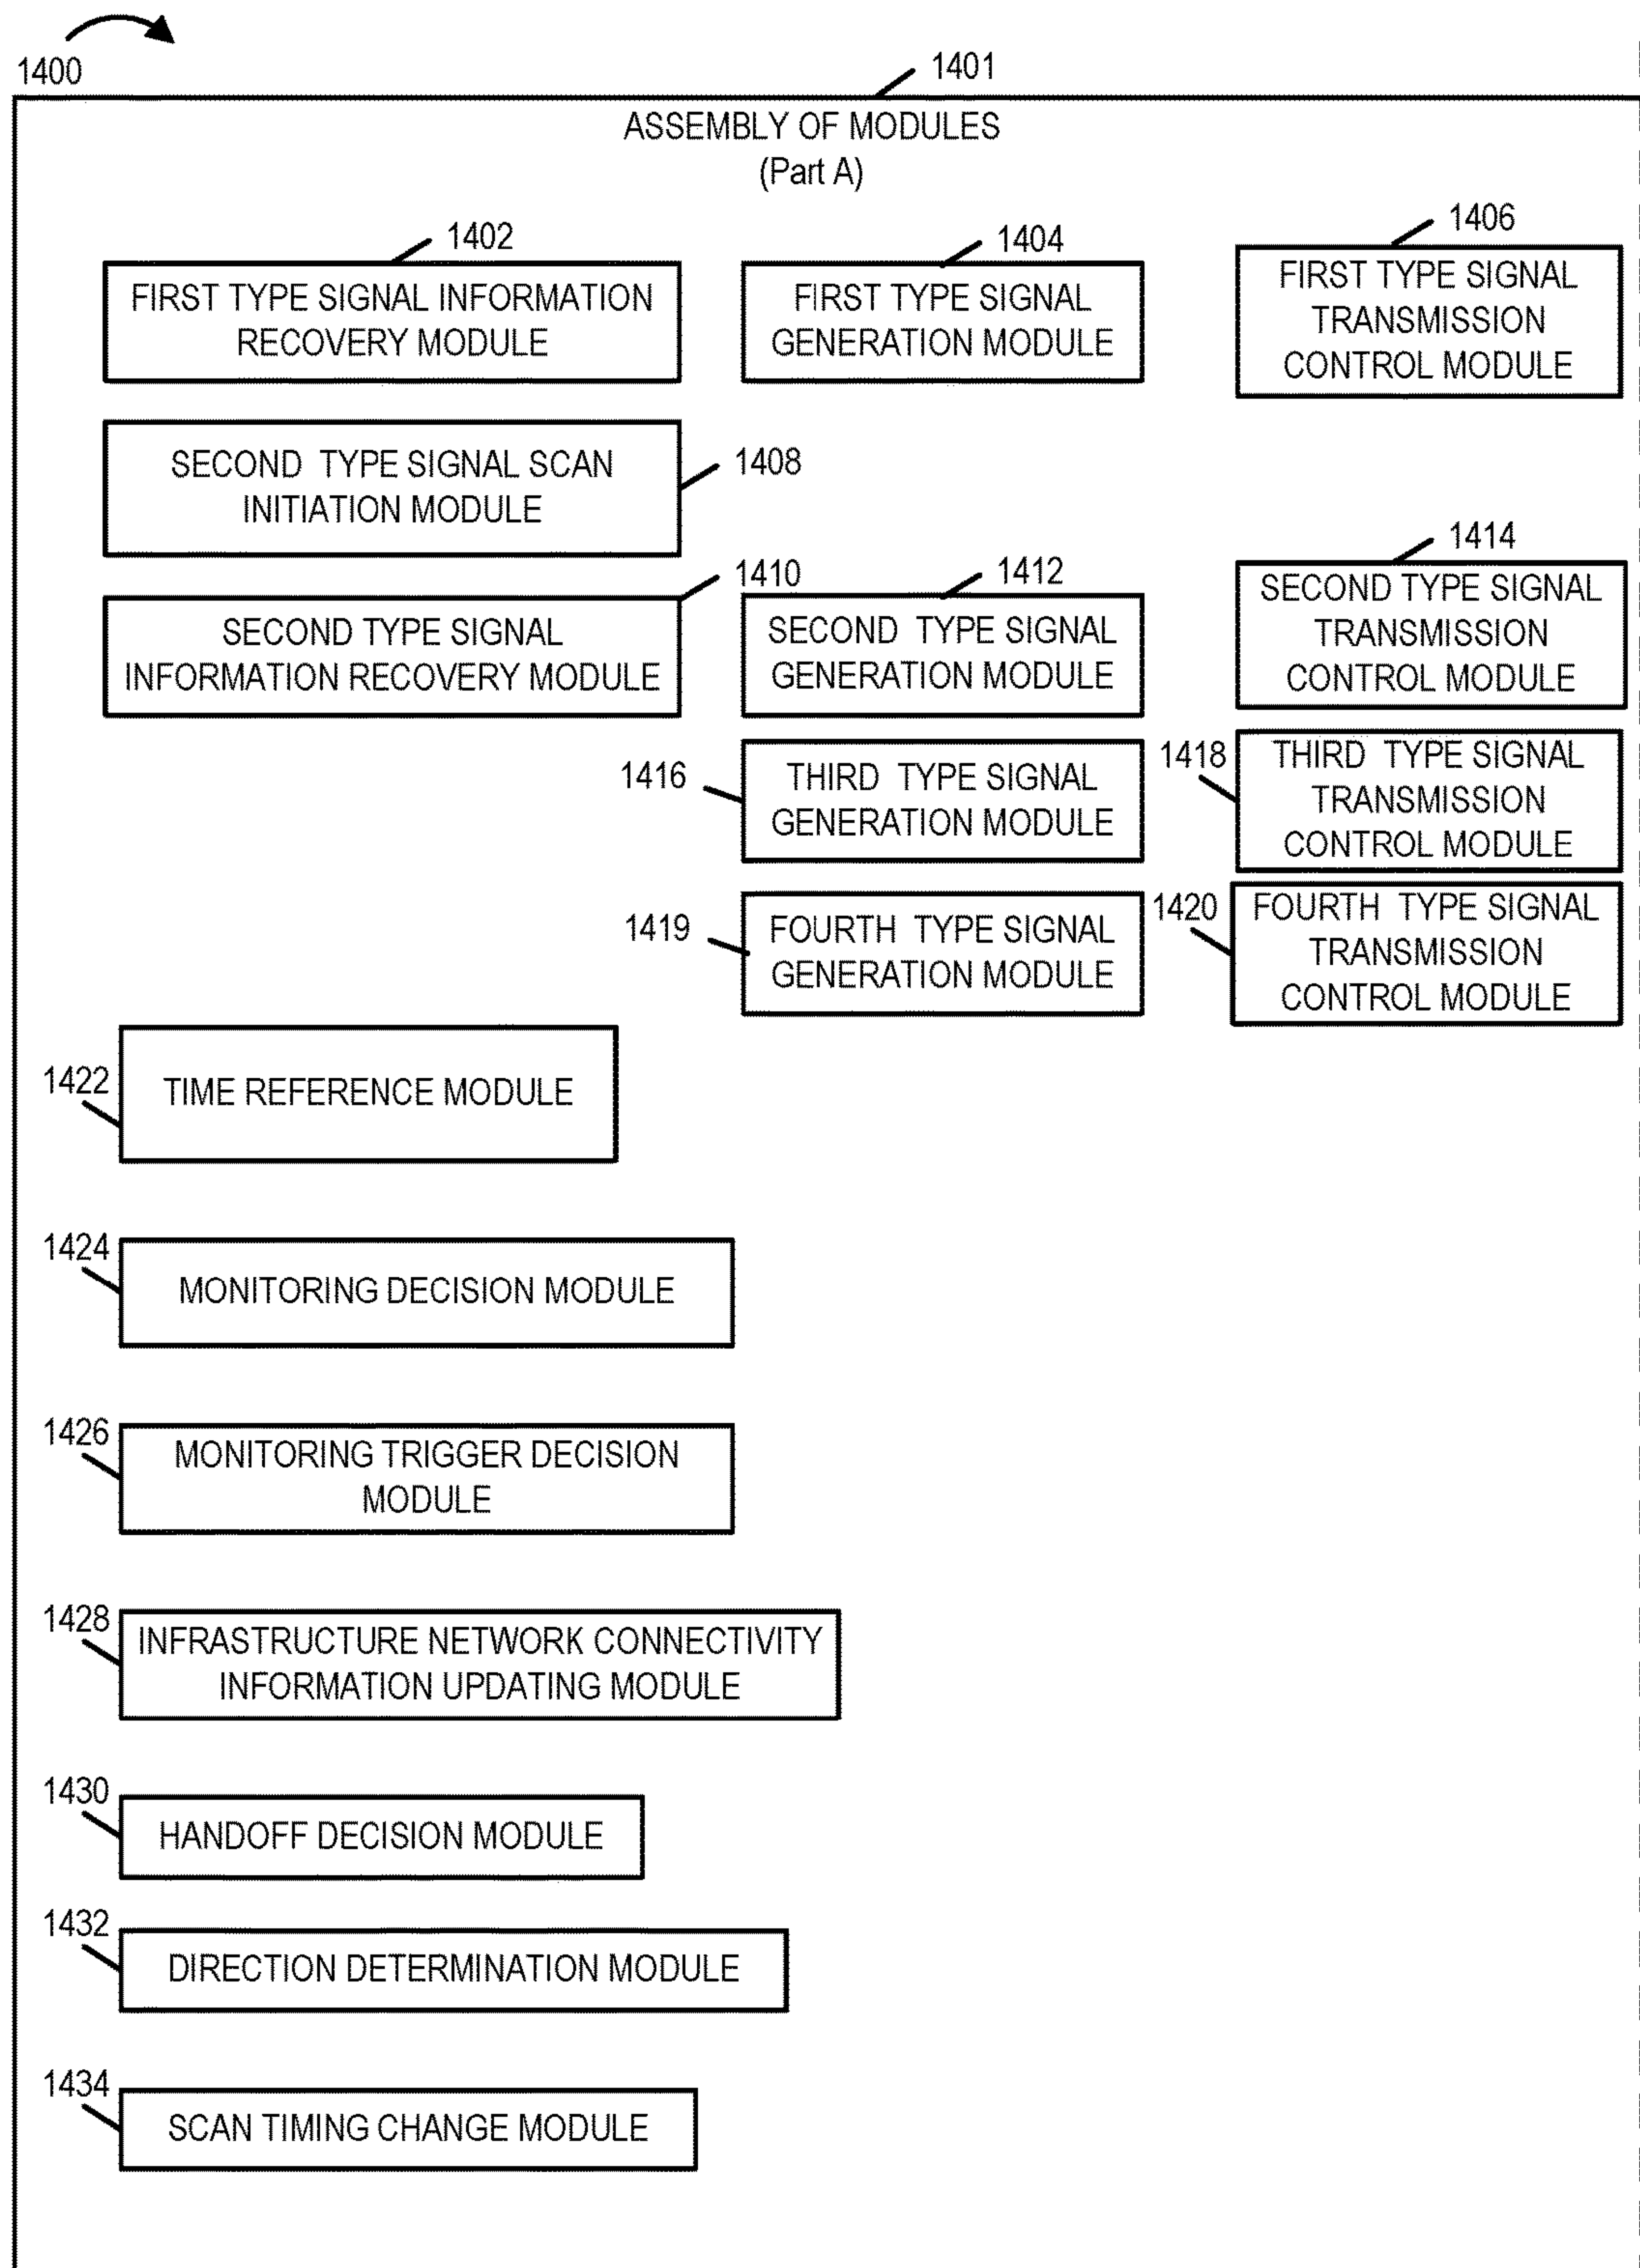 1400
1401
ASSEMBLY OF MODULES
(Part A)
1402
FIRST TYPE SIGNAL INFORMATION
RECOVERY MODULE
1404
FIRST TYPE SIGNAL
GENERATION MODULE
1406
FIRST TYPE SIGNAL
TRANSMISSION
CONTROL MODULE
SECOND TYPE SIGNAL SCAN
INITIATION MODULE
1408
1410
SECOND TYPE SIGNAL
INFORMATION RECOVERY MODULE
1412
SECOND TYPE SIGNAL
GENERATION MODULE
1414
SECOND TYPE SIGNAL
TRANSMISSION
CONTROL MODULE
1416
THIRD TYPE SIGNAL
GENERATION MODULE
1418
THIRD TYPE SIGNAL
TRANSMISSION
CONTROL MODULE
1419
FOURTH TYPE SIGNAL
GENERATION MODULE
1420
FOURTH TYPE SIGNAL
TRANSMISSION
CONTROL MODULE
1422
TIME REFERENCE MODULE
1424
MONITORING DECISION MODULE
1426
MONITORING TRIGGER DECISION
MODULE
1428
INFRASTRUCTURE NETWORK CONNECTIVITY
INFORMATION UPDATING MODULE
1430
HANDOFF DECISION MODULE
1432
DIRECTION DETERMINATION MODULE
1434
SCAN TIMING CHANGE MODULE